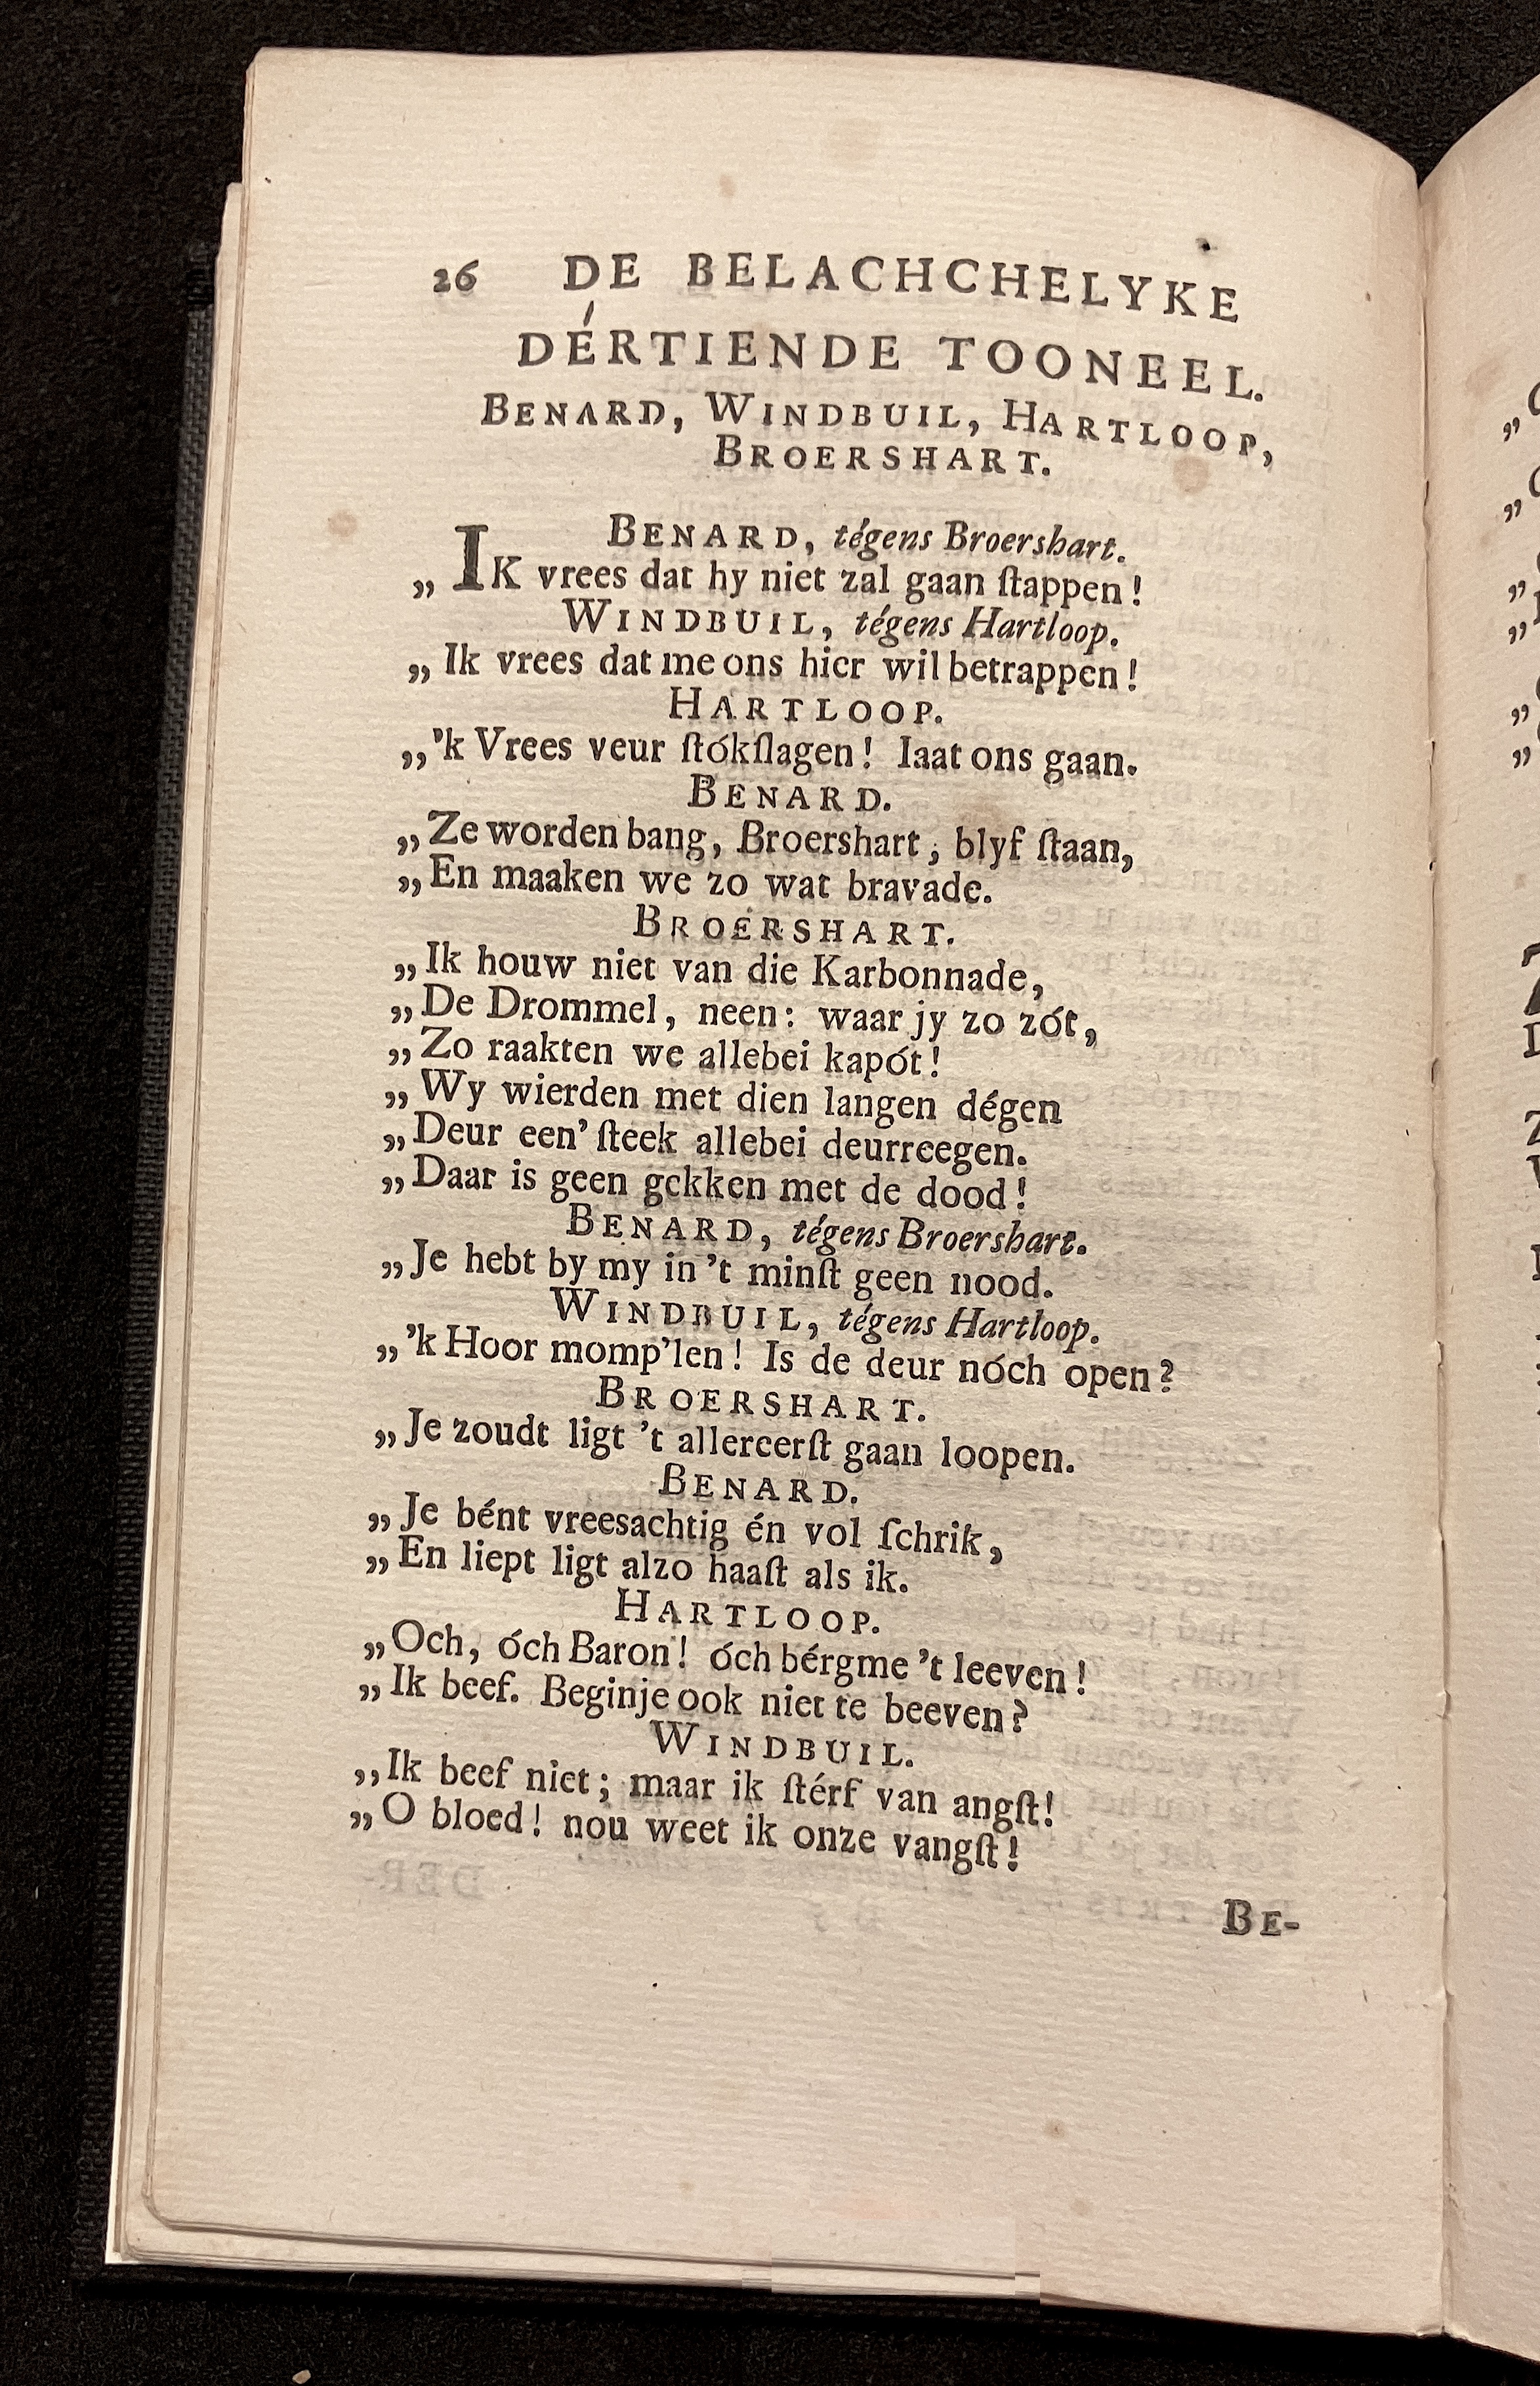 26 DE BELACHCHELYKE
DÉRTIENDE TOONEEL.
BENARD, WINDBUIL, HARTLOOP,
BROERSHART.
BENARD, tégens Broershart.
„ IK vrees dat hy niet zal gaan ſtappen!
WINDBUIL, tégens Hartloop.
„ Ik vrees dat me ons hier wil betrappen!
HARTLOOP.
„'k Vrees veur ſtókſlagen! laat ons gaan.
BENARD.
„Ze worden bang, Broershart, blyf ſtaan,
„En maaken we zo wat bravade.
BROERSHART.
„Ik houw niet van die Karbonnade,
„De Drommel, neen: waar jy zo zót,
„Zo raakten we allebei kapót!
„Wy wierden met dien langen dégen
„Deur een' ſteek allebei deurreegen.
„Daar is geen gekken met de dood!
BENARD, tégens Broershart.
„Je hebt by my in 't minſt geen nood.
WINDBUIL, tégens Hartloop.
„'k Hoor momp'len! Is de deur nóch open?
BROERSHART.
„Je zoudt ligt 't allereerſt gaan loopen.
BENARD.
„Je bént vreesachtig én vol ſchrik,
„En liept ligt alzo haaſt als ik.
HARTLOOP.
„Och, óch Baron! óch bérgme 't leeven!
„Ik beef. Beginje ook niet te beeven?
WINDBUIL.
„Ik beef niet; maar ik ſtérf van angſt!
„O bloed! nou weet ik onze vangſt!
BE-